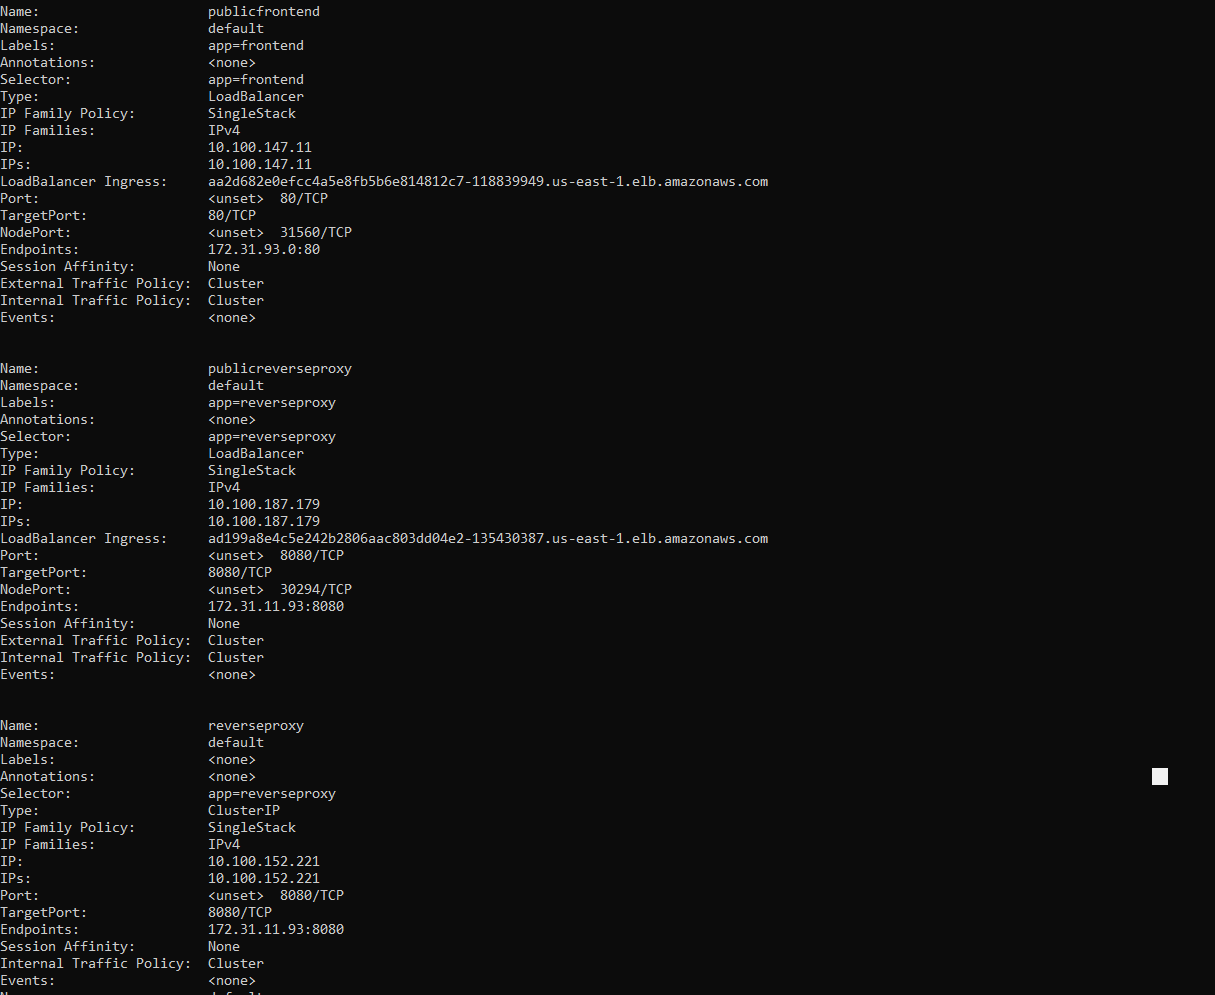 Name:                     publicfrontend
Namespace:                default
Labels:                   app=frontend
Annotations:              <none>
Selector:                 app=frontend
Type:                     LoadBalancer
IP Family Policy:         SingleStack
IP Families:              IPv4
IP:                       10.100.147.11
IPs:                      10.100.147.11
LoadBalancer Ingress:     aa2d682e0efcc4a5e8fb5b6e814812c7-118839949.us-east-1.elb.amazonaws.com
Port:                     <unset>  80/TCP
TargetPort:               80/TCP
NodePort:                 <unset>  31560/TCP
Endpoints:                172.31.93.0:80
Session Affinity:         None
External Traffic Policy:  Cluster
Internal Traffic Policy:  Cluster
Events:                   <none>
Name:                     publicreverseproxy
Namespace:                default
Labels:                   app=reverseproxy
Annotations:              <none>
Selector:                 app=reverseproxy
Type:                     LoadBalancer
IP Family Policy:         SingleStack
IP Families:              IPv4
IP:                       10.100.187.179
IPs:                      10.100.187.179
LoadBalancer Ingress:     ad199a8e4c5e242b2806aac803dd04e2-135430387.us-east-1.elb.amazonaws.com
Port:                     <unset>  8080/TCP
TargetPort:               8080/TCP
NodePort:                 <unset>  30294/TCP
Endpoints:                172.31.11.93:8080
Session Affinity:         None
External Traffic Policy:  Cluster
Internal Traffic Policy:  Cluster
Events:                   <none>
Name:                     reverseproxy
Namespace:                default
Labels:                   <none>
Annotations:              <none>
Selector:                 app=reverseproxy
Type:                     ClusterIP
IP Family Policy:         SingleStack
IP Families:              IPv4
IP:                       10.100.152.221
IPs:                      10.100.152.221
Port:                     <unset>  8080/TCP
TargetPort:               8080/TCP
Endpoints:                172.31.11.93:8080
Session Affinity:         None
Internal Traffic Policy:  Cluster
Events:                   <none>